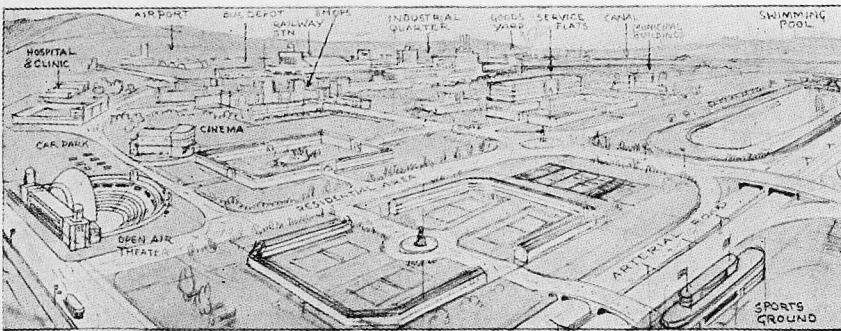 AIRPORT
BUS DEPOT
RAILWAY
STN
SHOPS
INDUSTRIAL
QUARTER
GOODS
YARD
SERVICE
FLATS
CANAL
MUNICIPAL
BUILDINGS
SWIMMING
POOL
HOSPITAL
& CLINIC
CINEMA
CAR PARK
RESIDENTIAL AREA
OPEN AIR
THEATER
ARTERIAL ROAD
SPORTS
GROUND